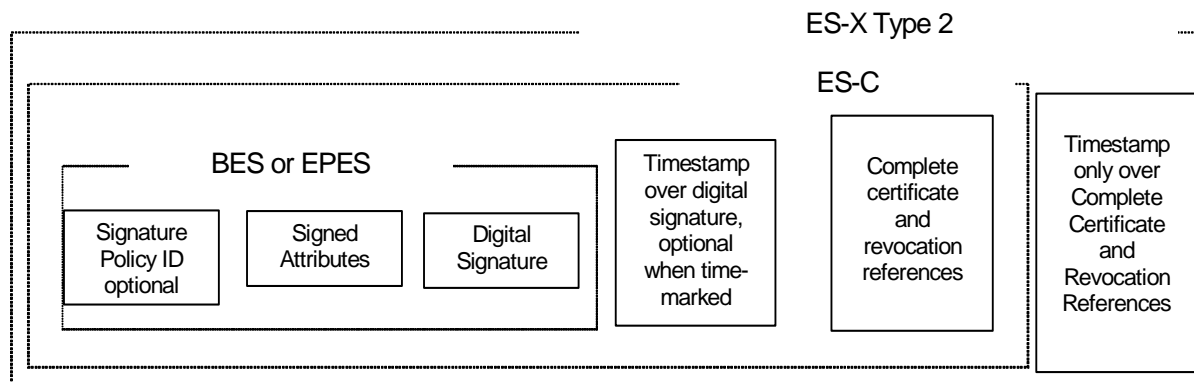 ES-X Type 2
ES-C
BES or EPES
Signature
Policy ID
optional
Signed
Attributes
Digital
Signature
Timestamp
over digital
signature,
optional
when time-
marked
Complete
certificate
and
revocation
references
Timestamp
only over
Complete
Certificate
and
Revocation
References